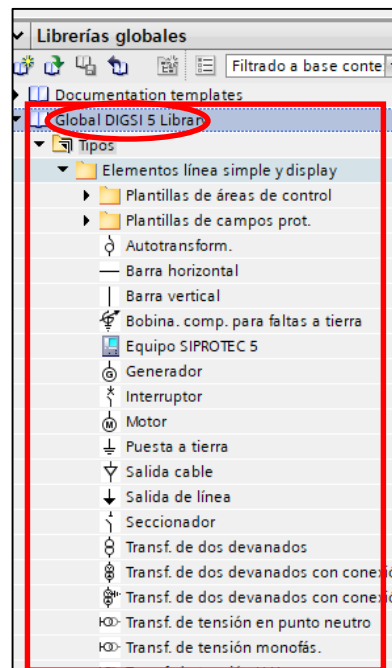 Librerías globales
Filtrado a base conte
Documentation templates
Global DIGSI 5 Library
Tipos
Elementos línea simple y display
Plantillas de áreas de control
Plantillas de campos prot.
Autotransform.
Barra horizontal
Barra vertical
Bobina. comp. para faltas a tierra
Equipo SIPROTEC 5
Generador
Interruptor
Motor
Puesta a tierra
Salida cable
Salida de línea
Seccionador
Transf. de dos devanados
Transf. de dos devanados con conexi
Transf. de dos devanados con conexi
Transf. de tensión en punto neutro
Transf. de tensión monofás.